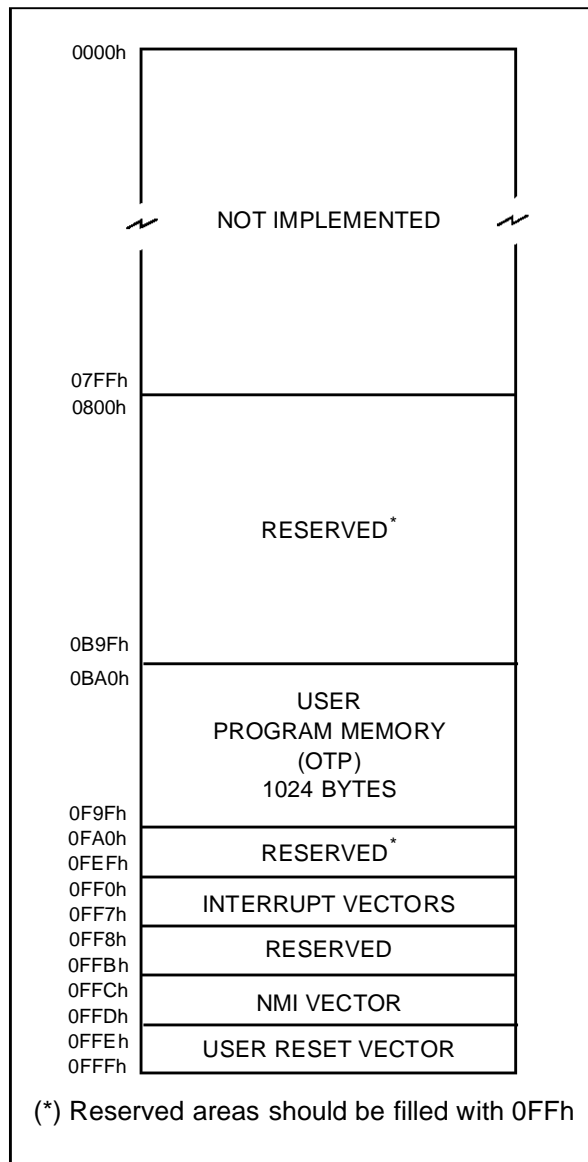 0000h
NOT IMPLEMENTED
07FFh
0800h
RESERVED*
0B9Fh
0BA0h
USER
PROGRAM MEMORY
(OTP)
1024 BYTES
0F9Fh
0FA0h
RESERVED*
0FEFh
0FF0h
INTERRUPT VECTORS
0FF7h
0FF8h
RESERVED
0FFBh
0FFCh
NMI VECTOR
0FFDh
0FFEh
USER RESET VECTOR
0FFFh
(*) Reserved areas should be filled with 0FFh